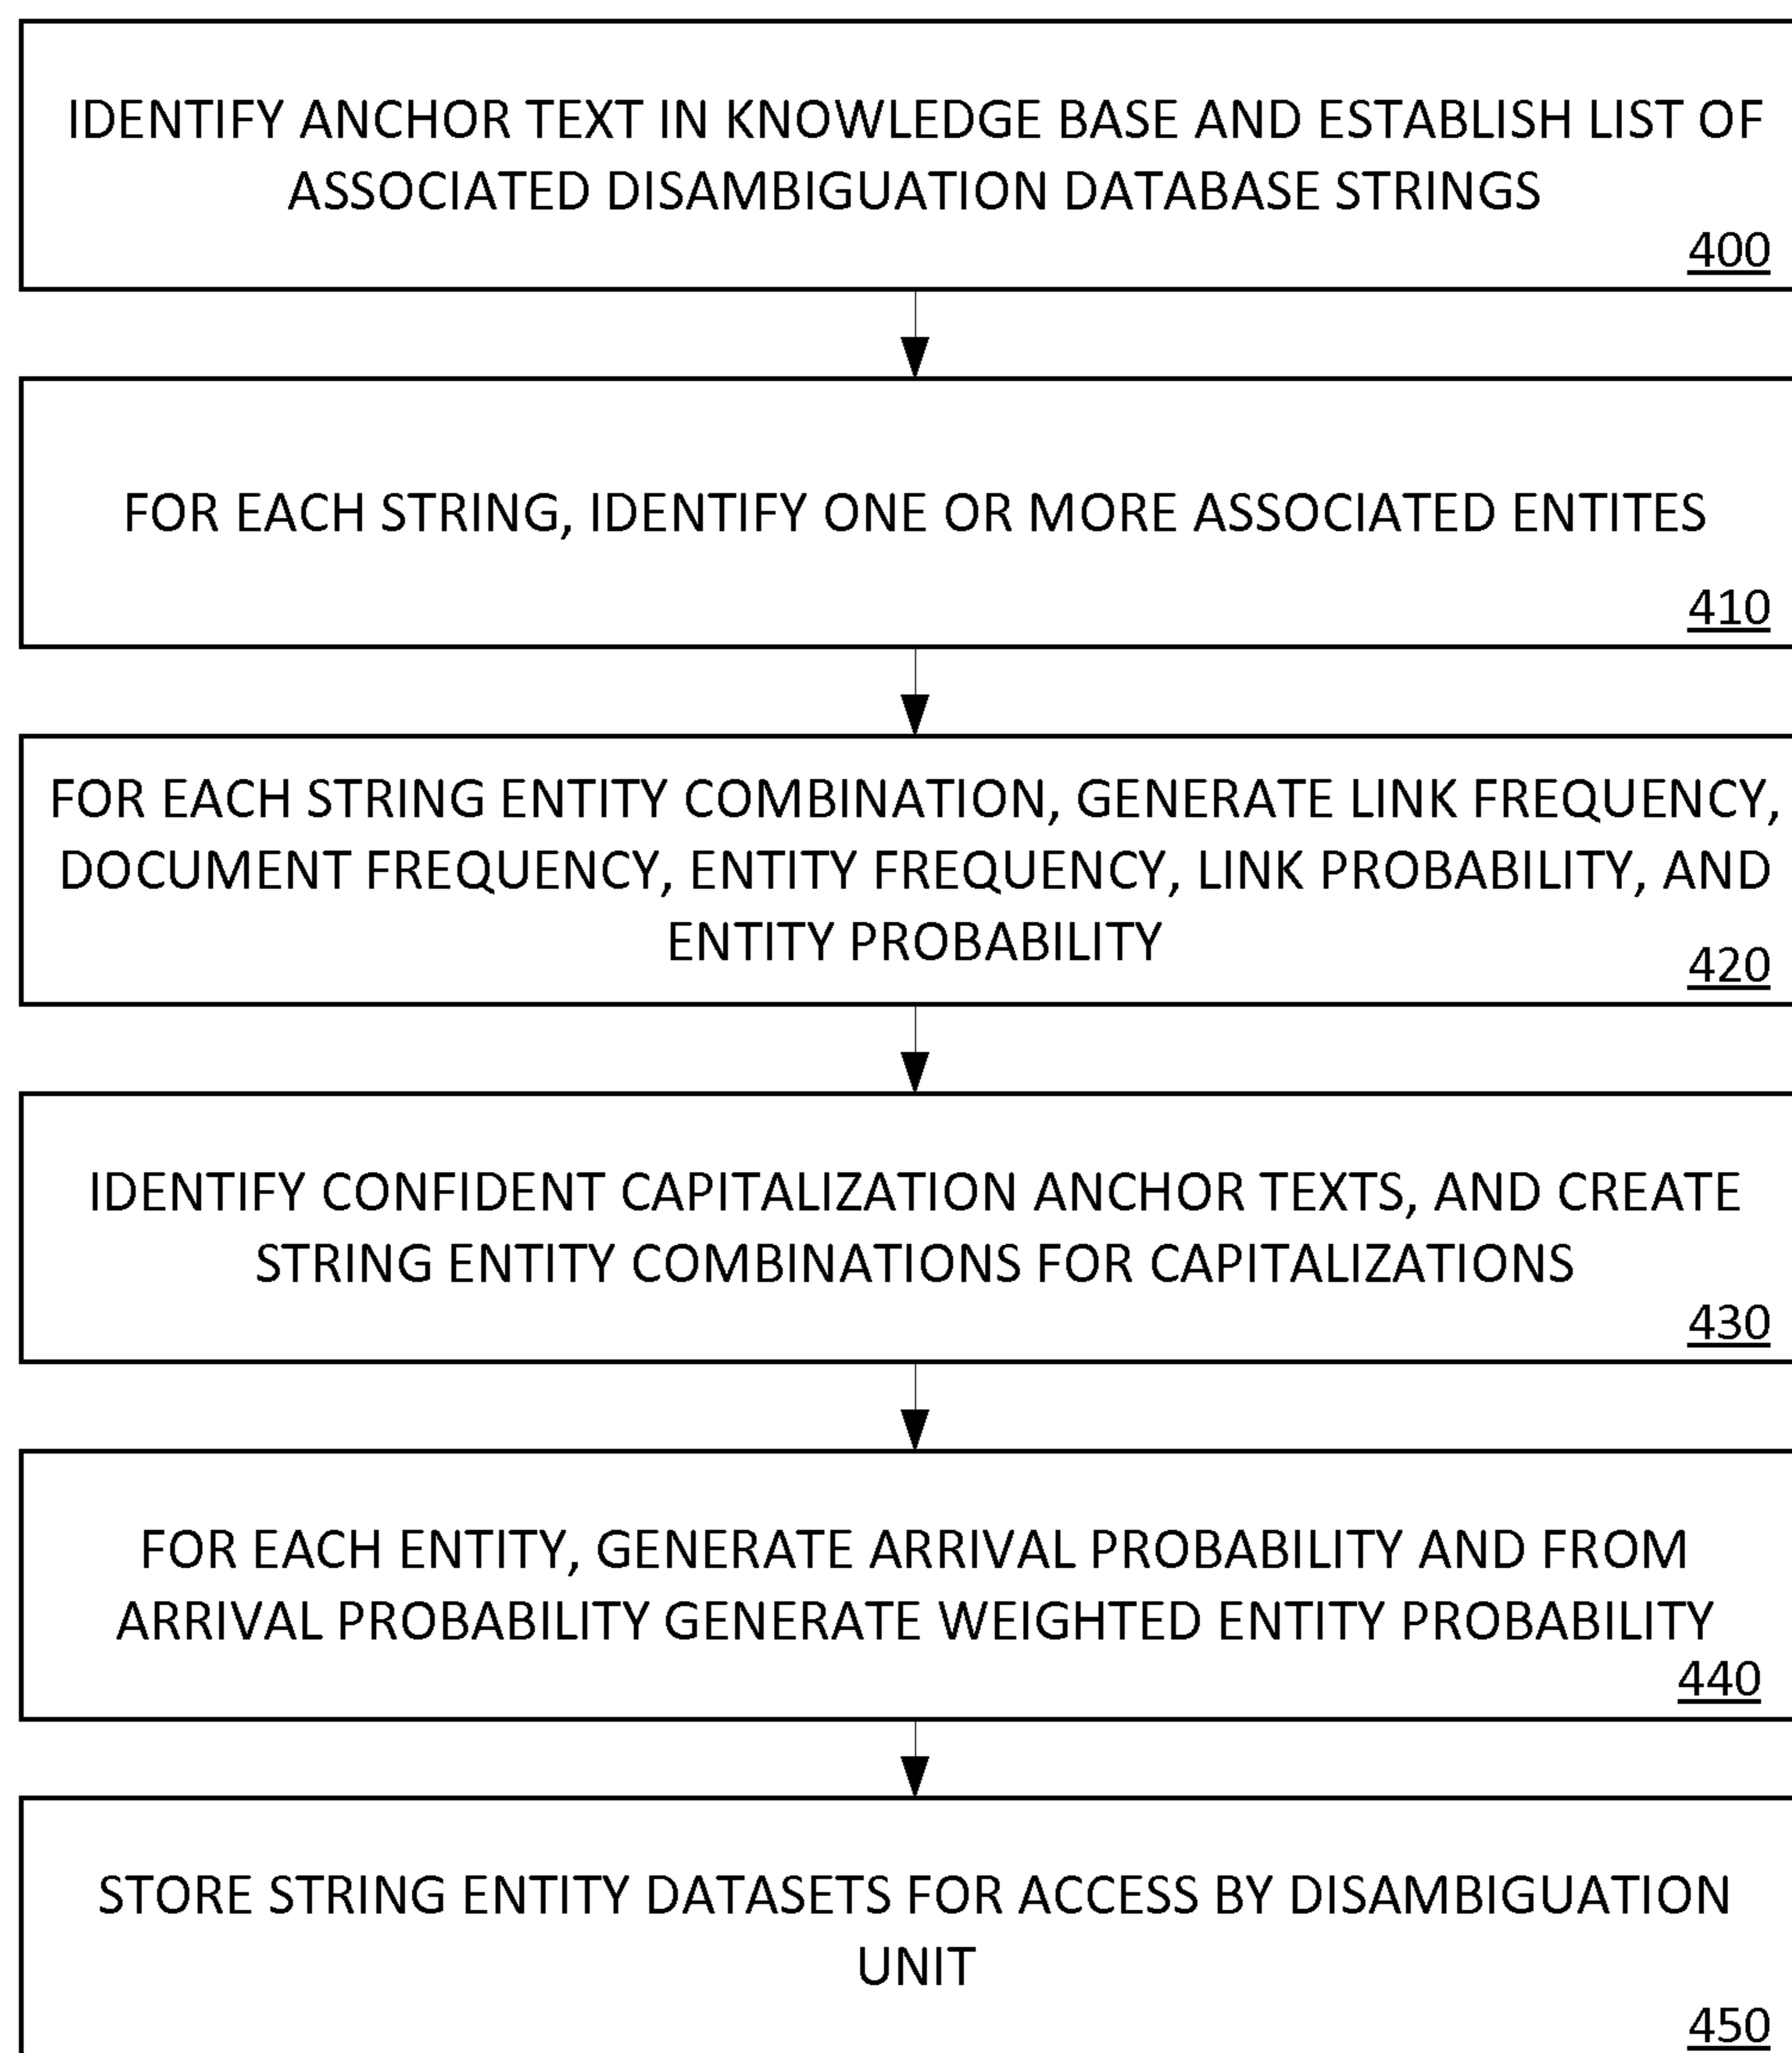 IDENTIFY ANCHOR TEXT IN KNOWLEDGE BASE AND ESTABLISH LIST OF
ASSOCIATED DISAMBIGUATION DATABASE STRINGS
400
FOR EACH STRING, IDENTIFY ONE OR MORE ASSOCIATED ENTITES
410
FOR EACH STRING ENTITY COMBINATION, GENERATE LINK FREQUENCY,
DOCUMENT FREQUENCY, ENTITY FREQUENCY, LINK PROBABILITY, AND
ENTITY PROBABILITY
420
IDENTIFY CONFIDENT CAPITALIZATION ANCHOR TEXTS, AND CREATE
STRING ENTITY COMBINATIONS FOR CAPITALIZATIONS
430
FOR EACH ENTITY, GENERATE ARRIVAL PROBABILITY AND FROM
ARRIVAL PROBABILITY GENERATE WEIGHTED ENTITY PROBABILITY
440
STORE STRING ENTITY DATASETS FOR ACCESS BY DISAMBIGUATION
UNIT
450